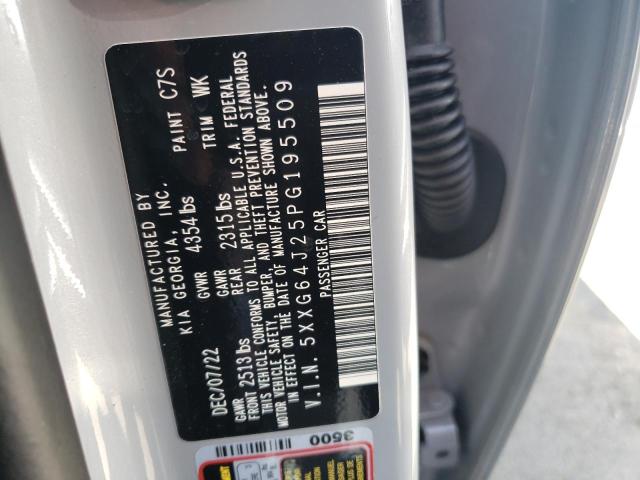 MANUFACTURED BY
KIA GEORGIA, INC.
PAINT C7S
TRIM WK
DEC/07/22
GVWR 4354 lbs
GAWR FRONT 2513 lbs
GAWR REAR 2315 lbs
THIS VEHICLE CONFORMS TO ALL APPLICABLE U.S.A. FEDERAL
MOTOR VEHICLE SAFETY, BUMPER, AND THEFT PREVENTION STANDARDS
IN EFFECT ON THE DATE OF MANUFACTURE SHOWN ABOVE.
V.I.N. 5XXG64J25PG195509
PASSENGER CAR
3500